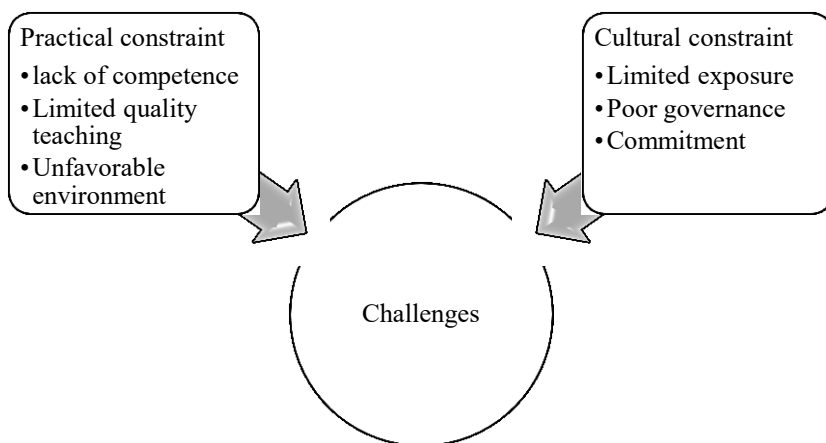 Practical constraint
•lack of competence
•Limited quality
teaching
•Unfavorable
environment
Cultural constraint
•Limited exposure
•Poor governance
•Commitment
Challenges